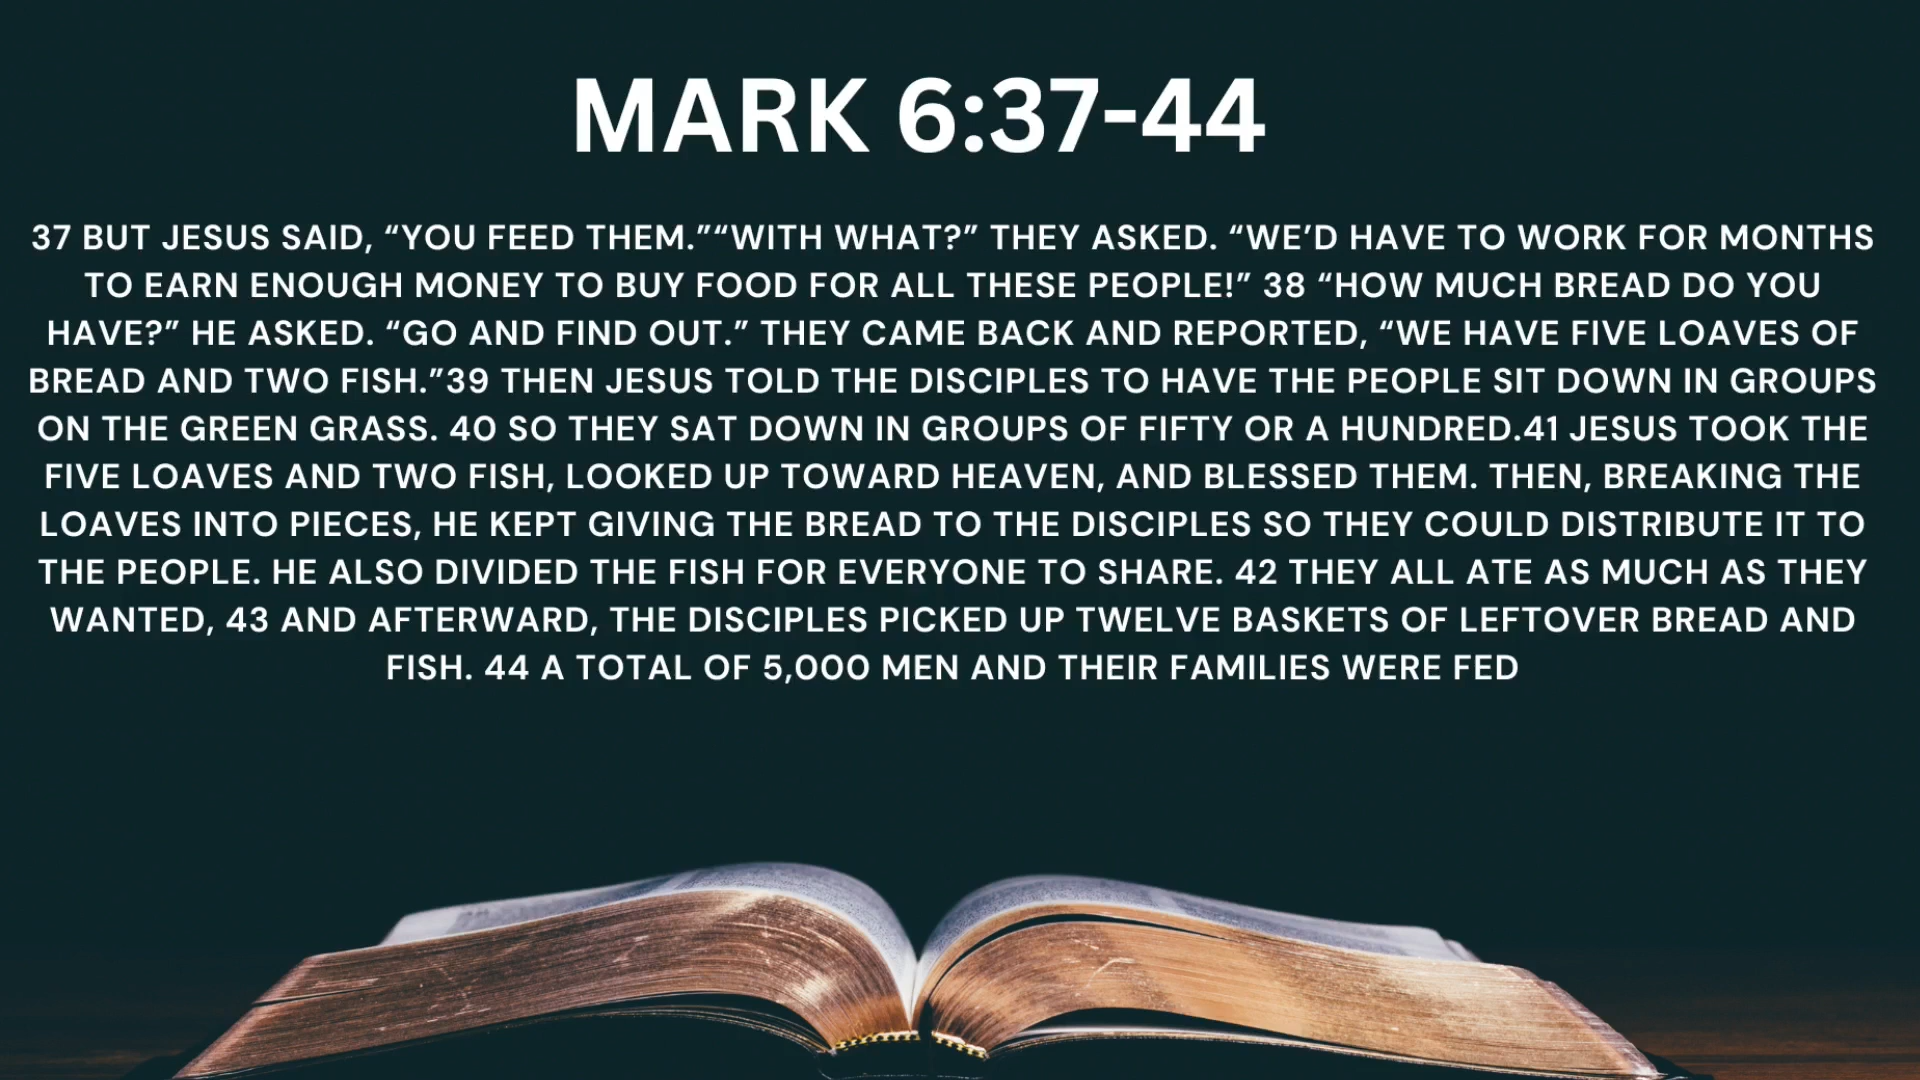 MARK 6:37-44
37 BUT JESUS SAID, “YOU FEED THEM.”“WITH WHAT?” THEY ASKED. “WE’D HAVE TO WORK FOR MONTHS
TO EARN ENOUGH MONEY TO BUY FOOD FOR ALL THESE PEOPLE!” 38 “HOW MUCH BREAD DO YOU
HAVE?” HE ASKED. “GO AND FIND OUT.” THEY CAME BACK AND REPORTED, “WE HAVE FIVE LOAVES OF
BREAD AND TWO FISH.”39 THEN JESUS TOLD THE DISCIPLES TO HAVE THE PEOPLE SIT DOWN IN GROUPS
ON THE GREEN GRASS. 40 SO THEY SAT DOWN IN GROUPS OF FIFTY OR A HUNDRED.41 JESUS TOOK THE
FIVE LOAVES AND TWO FISH, LOOKED UP TOWARD HEAVEN, AND BLESSED THEM. THEN, BREAKING THE
LOAVES INTO PIECES, HE KEPT GIVING THE BREAD TO THE DISCIPLES SO THEY COULD DISTRIBUTE IT TO
THE PEOPLE. HE ALSO DIVIDED THE FISH FOR EVERYONE TO SHARE. 42 THEY ALL ATE AS MUCH AS THEY
WANTED, 43 AND AFTERWARD, THE DISCIPLES PICKED UP TWELVE BASKETS OF LEFTOVER BREAD AND
FISH. 44 A TOTAL OF 5,000 MEN AND THEIR FAMILIES WERE FED